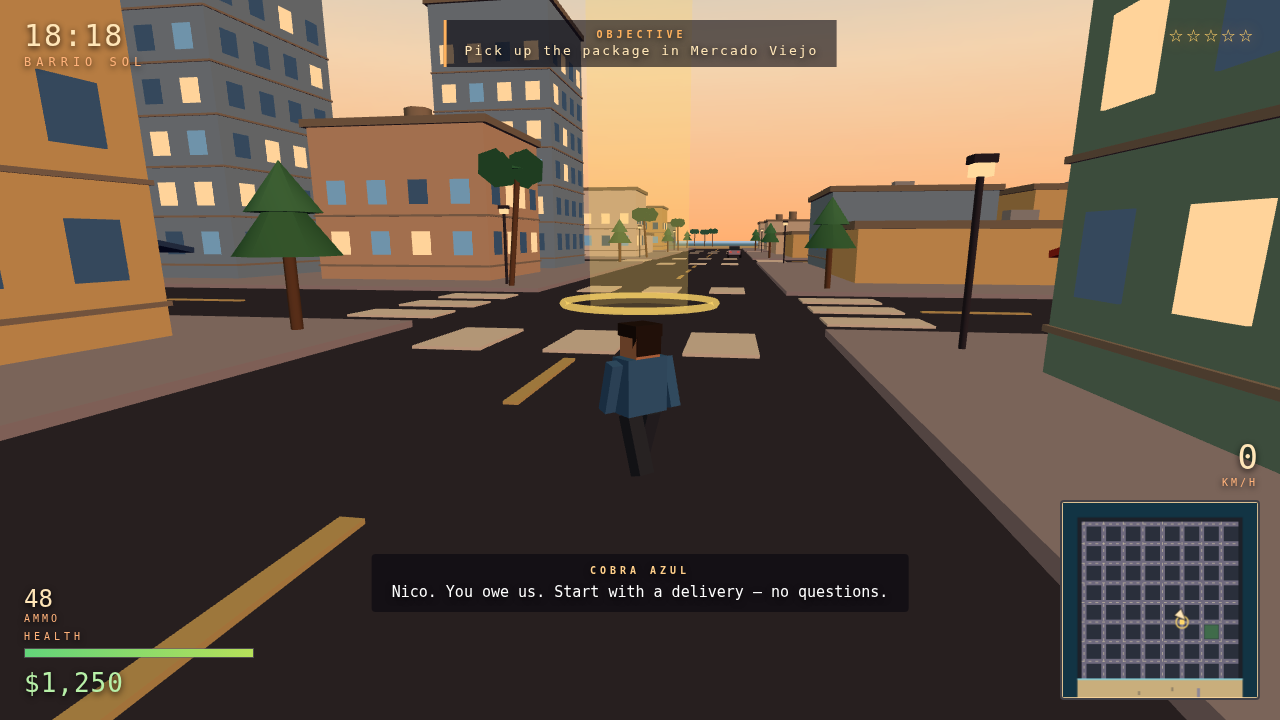 18:18
BARRIO SOL
OBJECTIVE
Pick up the package in Mercado Viejo
☆☆☆☆☆
0
KM/H
COBRA AZUL
Nico. You owe us. Start with a delivery — no questions.
48
AMMO
HEALTH
$1,250